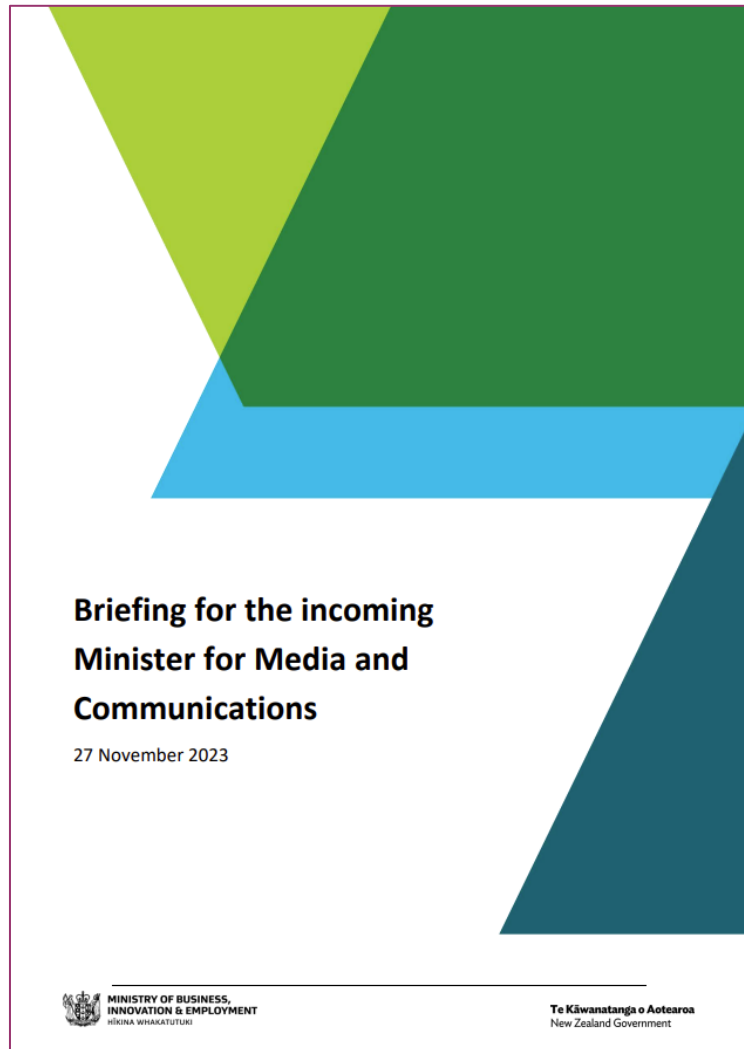 Briefing for the incoming
Minister for Media and
Communications
27 November 2023
MINISTRY OF BUSINESS,
INNOVATION & EMPLOYMENT
HĪKINA WHAKATUTUKI
Te Kāwanatanga o Aotearoa
New Zealand Government